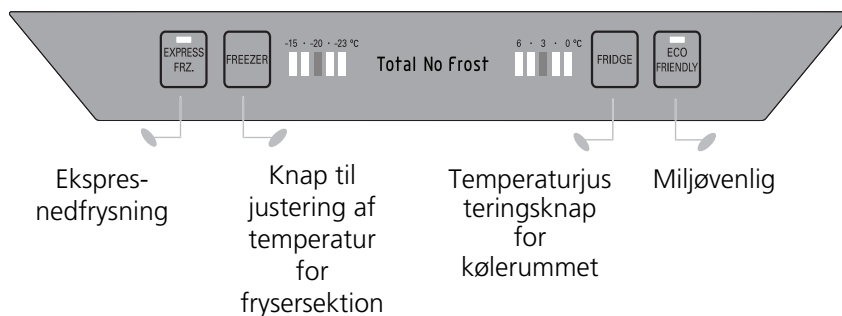 EXPRESS
FRZ.
FREEZER
-15 · -20 · -23 °C
Total No Frost
6 · 3 · 0 °C
FRIDGE
ECO
FRIENDLY
Ekspres-
nedfrysning
Knap til
justering af
temperatur
for
frysersektion
Temperaturjus
teringsknap
for
kølerummet
Miljøvenlig